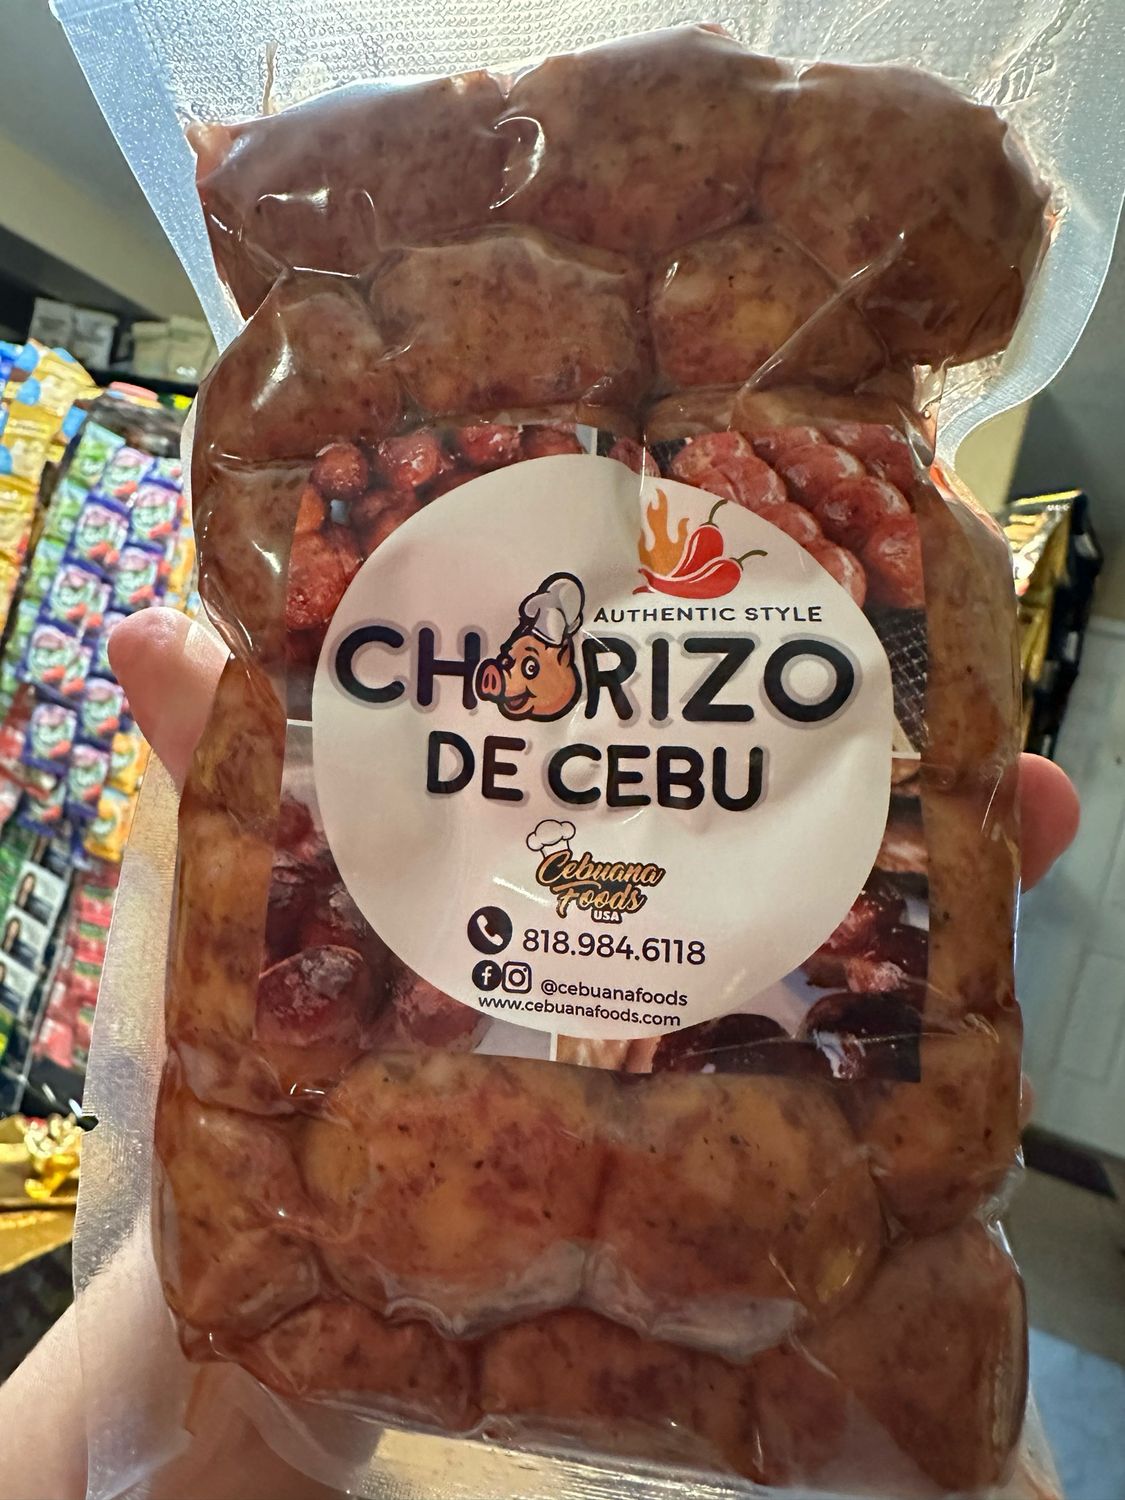 AUTHENTIC STYLE
CHORIZO
DE CEBU
Cebuana
Foods
USA
818.984.6118
@cebuanafoods
www.cebuanafoods.com